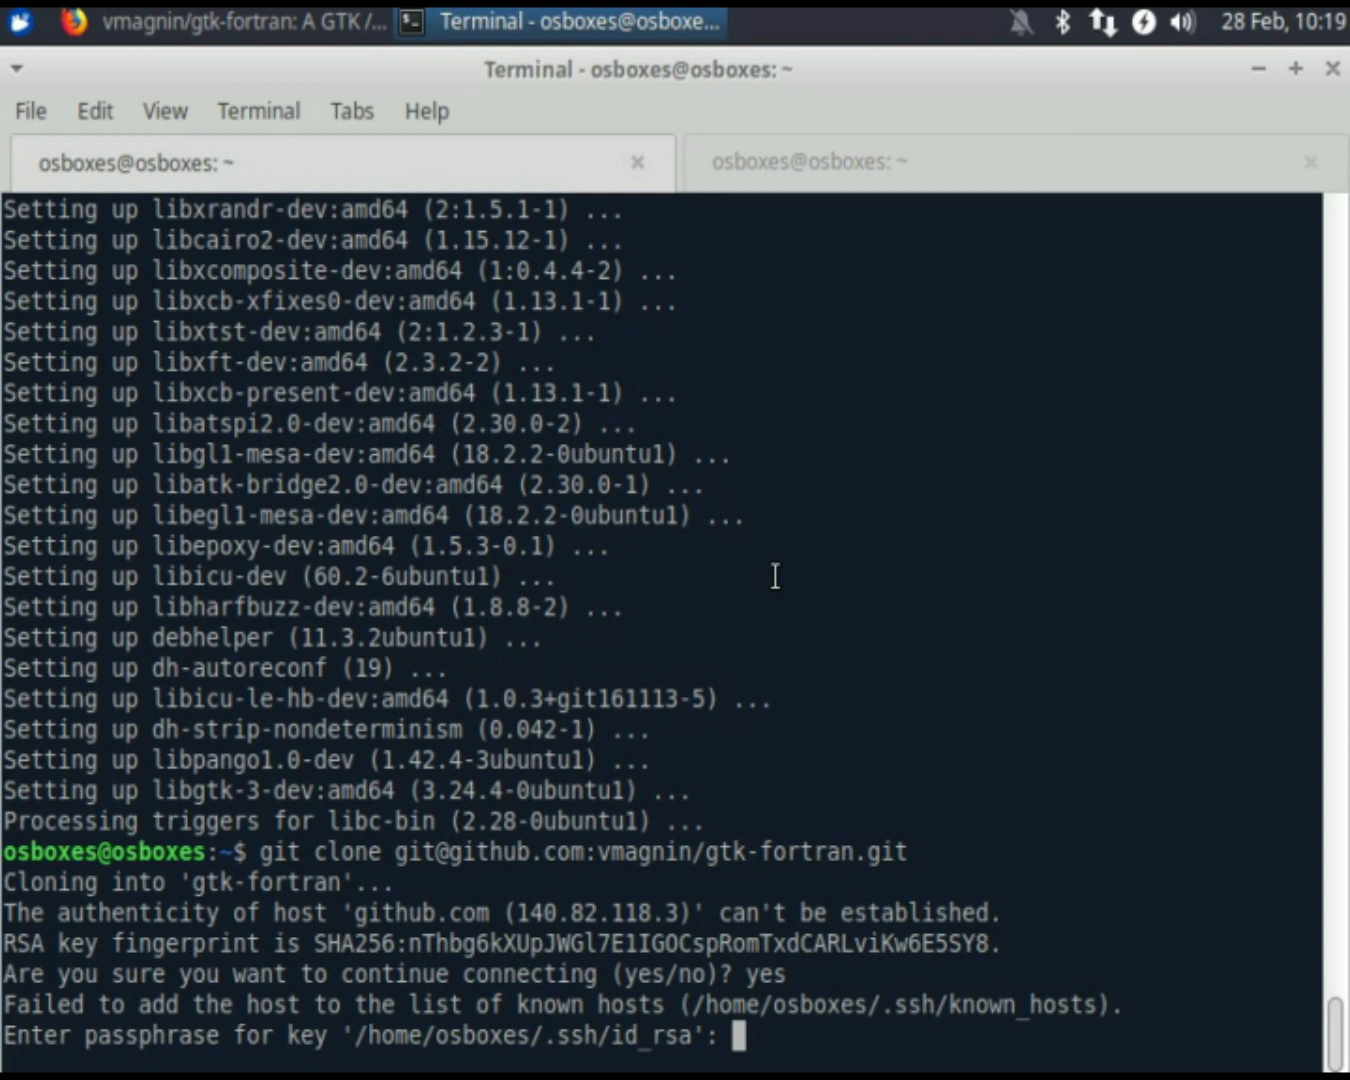 vmagnin/gtk-fortran: A GTK /...
Terminal - osboxes@osboxe...
28 Feb, 10:19
Terminal - osboxes@osboxes: ~
File Edit View Terminal Tabs Help
osboxes@osboxes: ~
osboxes@osboxes: ~
Setting up libxrandr-dev:amd64 (2:1.5.1-1) ...
Setting up libcairo2-dev:amd64 (1.15.12-1) ...
Setting up libxcomposite-dev:amd64 (1:0.4.4-2) ...
Setting up libxcb-xfixes0-dev:amd64 (1.13.1-1) ...
Setting up libxtst-dev:amd64 (2:1.2.3-1) ...
Setting up libxft-dev:amd64 (2.3.2-2) ...
Setting up libxcb-present-dev:amd64 (1.13.1-1) ...
Setting up libatspi2.0-dev:amd64 (2.30.0-2) ...
Setting up libgl1-mesa-dev:amd64 (18.2.2-0ubuntu1) ...
Setting up libatk-bridge2.0-dev:amd64 (2.30.0-1) ...
Setting up libegl1-mesa-dev:amd64 (18.2.2-0ubuntu1) ...
Setting up libepoxy-dev:amd64 (1.5.3-0.1) ...
Setting up libicu-dev (60.2-6ubuntu1) ...
Setting up libharfbuzz-dev:amd64 (1.8.8-2) ...
Setting up debhelper (11.3.2ubuntu1) ...
Setting up dh-autoreconf (19) ...
Setting up libicu-le-hb-dev:amd64 (1.0.3+git161113-5) ...
Setting up dh-strip-nondeterminism (0.042-1) ...
Setting up libpango1.0-dev (1.42.4-3ubuntu1) ...
Setting up libgtk-3-dev:amd64 (3.24.4-0ubuntu1) ...
Processing triggers for libc-bin (2.28-0ubuntu1) ...
osboxes@osboxes:~$ git clone git@github.com:vmagnin/gtk-fortran.git
Cloning into 'gtk-fortran'...
The authenticity of host 'github.com (140.82.118.3)' can't be established.
RSA key fingerprint is SHA256:nThbg6kXUpJWGl7E1IGOCspRomTxdCARLviKw6E5SY8.
Are you sure you want to continue connecting (yes/no)? yes
Failed to add the host to the list of known hosts (/home/osboxes/.ssh/known_hosts).
Enter passphrase for key '/home/osboxes/.ssh/id_rsa':